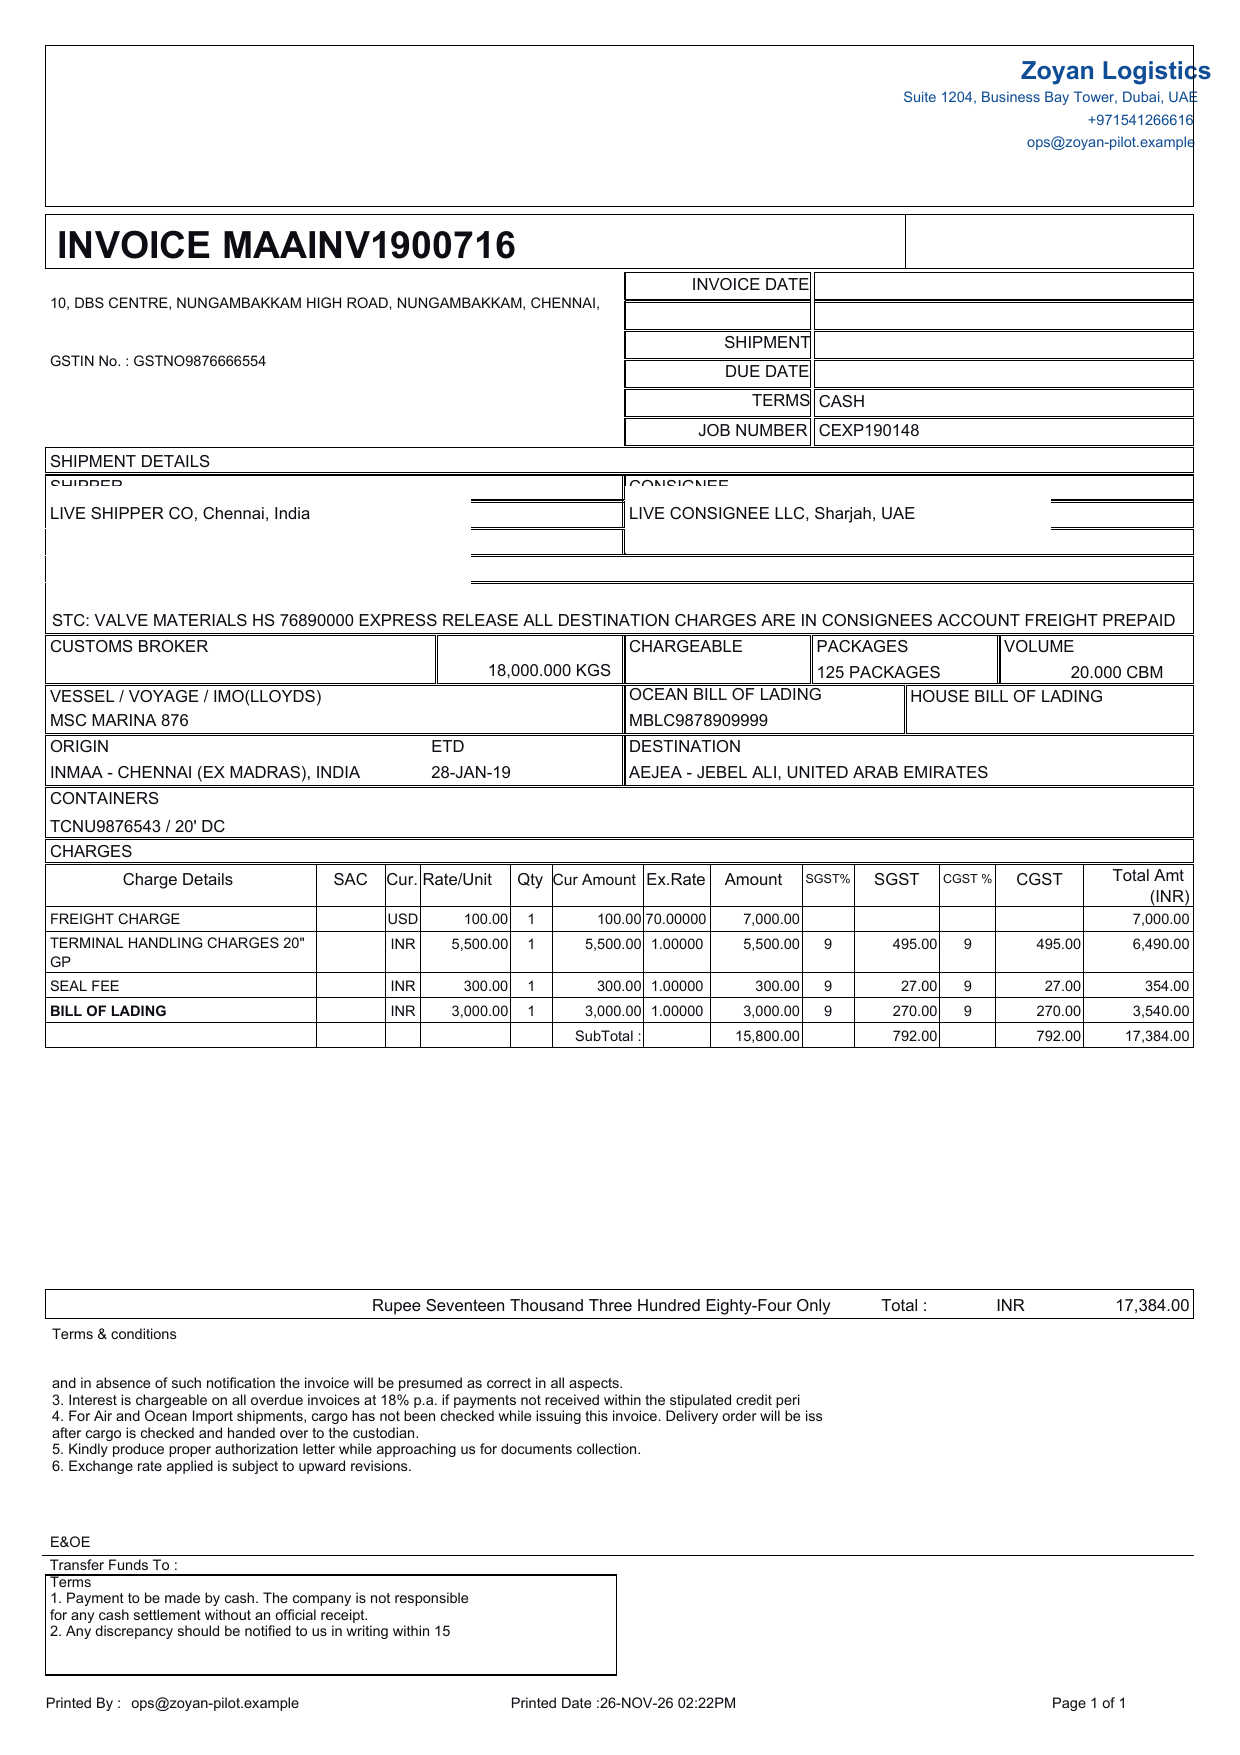 Zoyan Logistics
Suite 1204, Business Bay Tower, Dubai, UAE
+971541266616
ops@zoyan-pilot.example
INVOICE MAAINV1900716
INVOICE DATE
10, DBS CENTRE, NUNGAMBAKKAM HIGH ROAD, NUNGAMBAKKAM, CHENNAI,
SHIPMENT
GSTIN No. : GSTNO9876666554
DUE DATE
TERMS CASH
JOB NUMBER CEXP190148
SHIPMENT DETAILS
SHIPPER CONSIGNEE
LIVE SHIPPER CO, Chennai, India LIVE CONSIGNEE LLC, Sharjah, UAE
STC: VALVE MATERIALS HS 76890000 EXPRESS RELEASE ALL DESTINATION CHARGES ARE IN CONSIGNEES ACCOUNT FREIGHT PREPAID
CUSTOMS BROKER CHARGEABLE PACKAGES VOLUME
18,000.000 KGS 125 PACKAGES 20.000 CBM
VESSEL / VOYAGE / IMO(LLOYDS) OCEAN BILL OF LADING HOUSE BILL OF LADING
MSC MARINA 876 MBLC9878909999
ORIGIN ETD DESTINATION
INMAA - CHENNAI (EX MADRAS), INDIA 28-JAN-19 AEJEA - JEBEL ALI, UNITED ARAB EMIRATES
CONTAINERS
TCNU9876543 / 20' DC
CHARGES
Charge Details SAC Cur. Rate/Unit Qty Cur Amount Ex.Rate Amount SGST% SGST CGST % CGST Total Amt
(INR)
FREIGHT CHARGE USD 100.00 1 100.00 70.00000 7,000.00 7,000.00
TERMINAL HANDLING CHARGES 20" INR 5,500.00 1 5,500.00 1.00000 5,500.00 9 495.00 9 495.00 6,490.00
GP
SEAL FEE INR 300.00 1 300.00 1.00000 300.00 9 27.00 9 27.00 354.00
BILL OF LADING INR 3,000.00 1 3,000.00 1.00000 3,000.00 9 270.00 9 270.00 3,540.00
SubTotal : 15,800.00 792.00 792.00 17,384.00
Rupee Seventeen Thousand Three Hundred Eighty-Four Only Total : INR 17,384.00
Terms & conditions
and in absence of such notification the invoice will be presumed as correct in all aspects.
3. Interest is chargeable on all overdue invoices at 18% p.a. if payments not received within the stipulated credit peri
4. For Air and Ocean Import shipments, cargo has not been checked while issuing this invoice. Delivery order will be iss
after cargo is checked and handed over to the custodian.
5. Kindly produce proper authorization letter while approaching us for documents collection.
6. Exchange rate applied is subject to upward revisions.
E&OE
Transfer Funds To :
Terms
1. Payment to be made by cash. The company is not responsible
for any cash settlement without an official receipt.
2. Any discrepancy should be notified to us in writing within 15
Printed By : ops@zoyan-pilot.example Printed Date :26-NOV-26 02:22PM Page 1 of 1